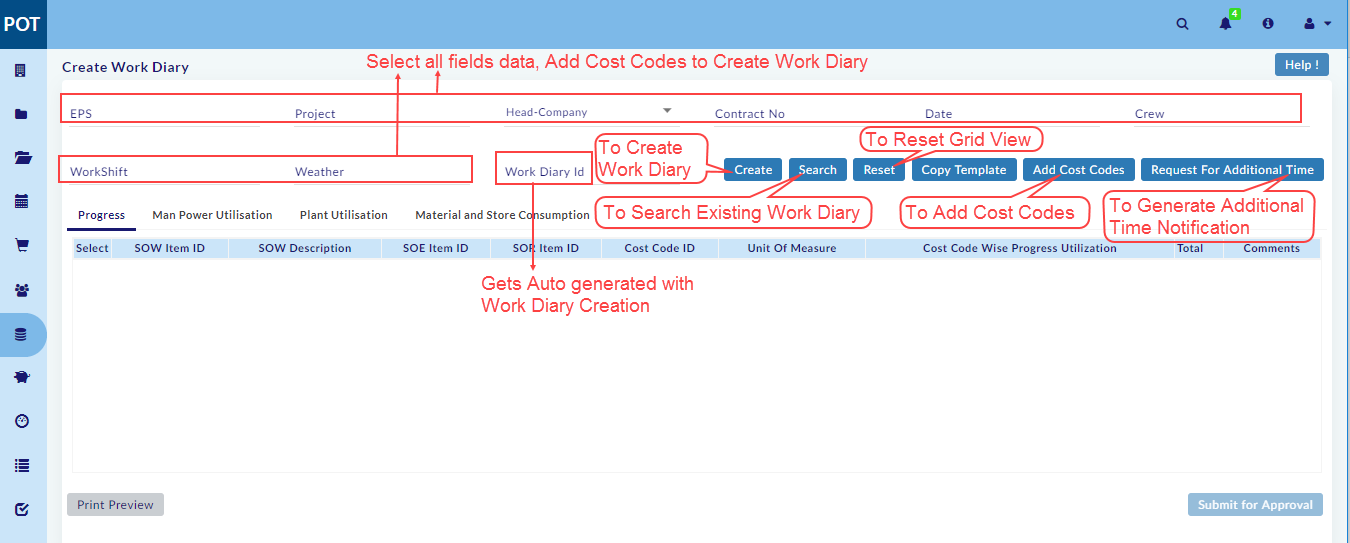 POT
4
Create Work Diary
Select all fields data, Add Cost Codes to Create Work Diary
Help !
EPS
Project
Head-Company
Contract No
Date
Crew
To Create
Work Diary
To Reset Grid View
WorkShift
Weather
Work Diary Id
Create
Search
Reset
Copy Template
Add Cost Codes
Request For Additional Time
To Search Existing Work Diary
To Add Cost Codes
To Generate Additional
Time Notification
Progress
Man Power Utilisation
Plant Utilisation
Material and Store Consumption
Select
SOW Item ID
SOW Description
SOE Item ID
SOR Item ID
Cost Code ID
Unit Of Measure
Cost Code Wise Progress Utilization
Total
Comments
Gets Auto generated with
Work Diary Creation
Print Preview
Submit for Approval